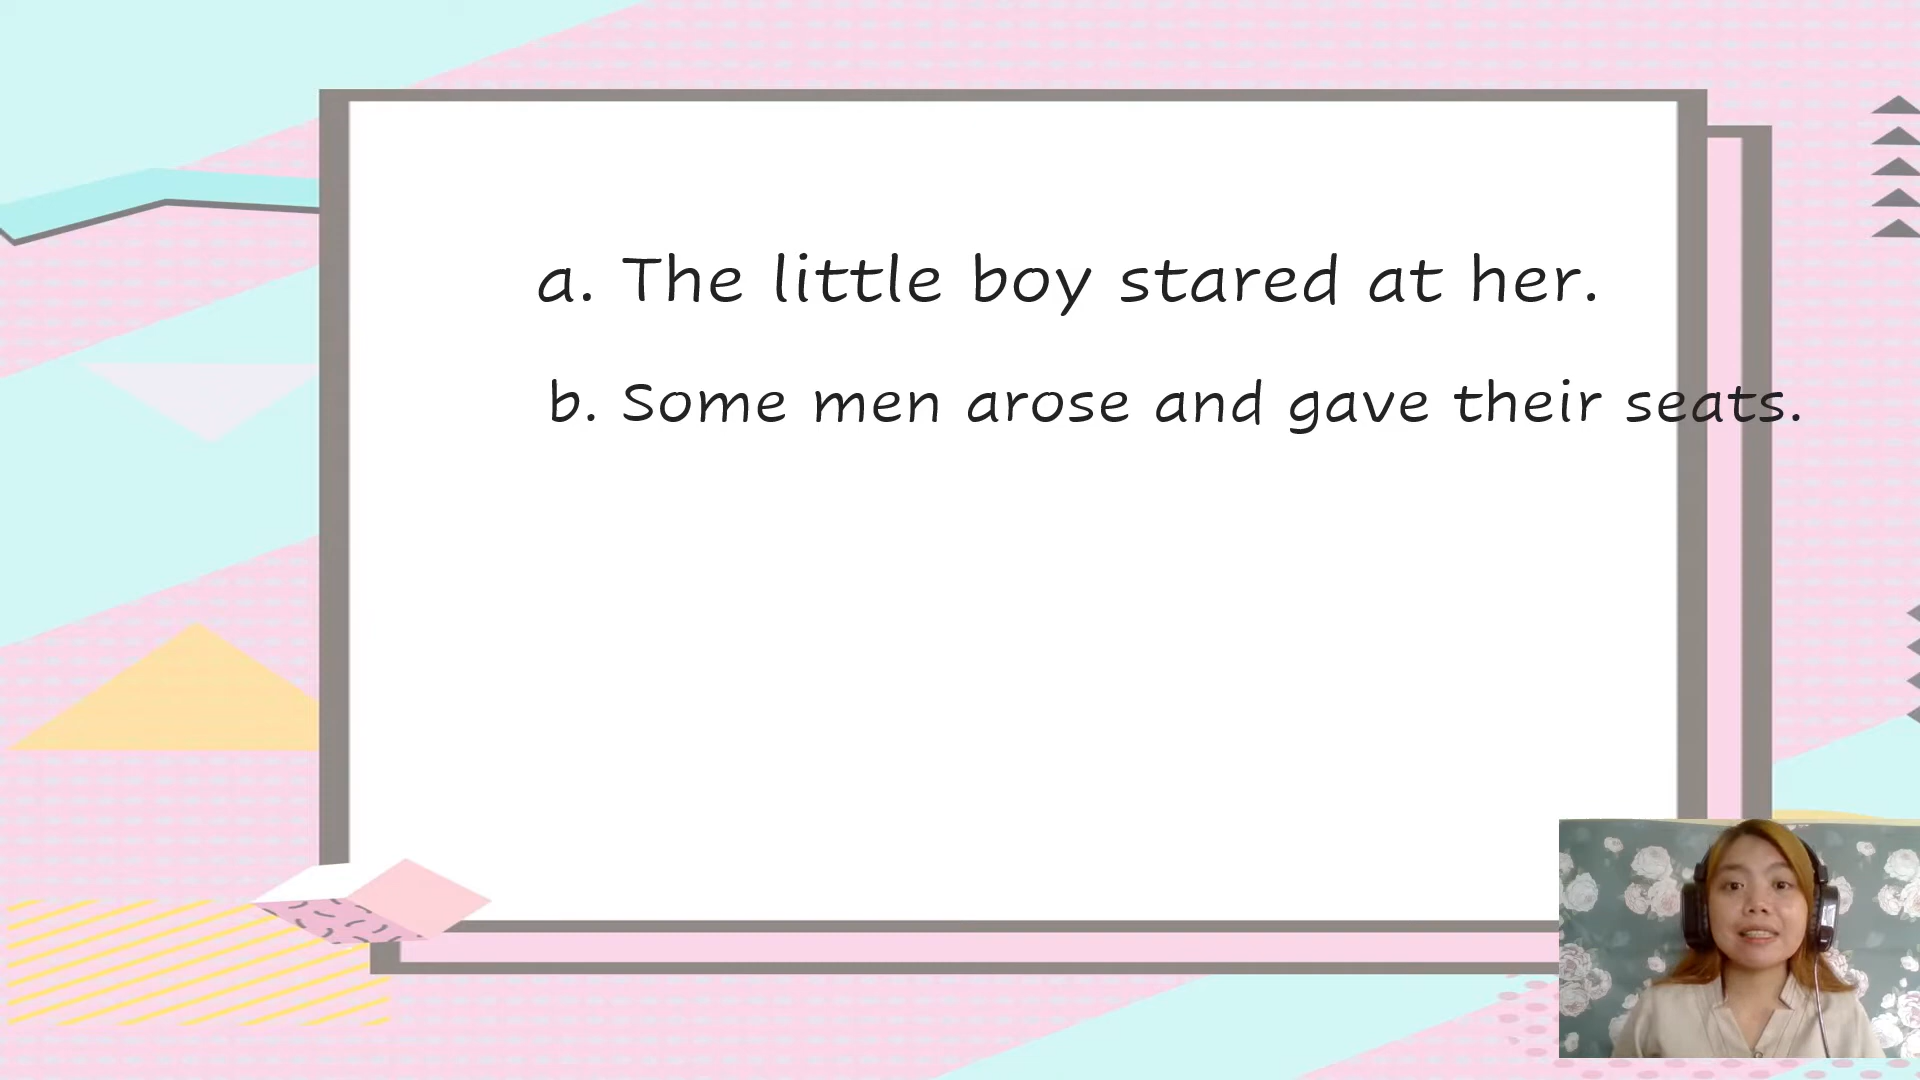 a. The little boy stared at her.
b. Some men arose and gave their seats.